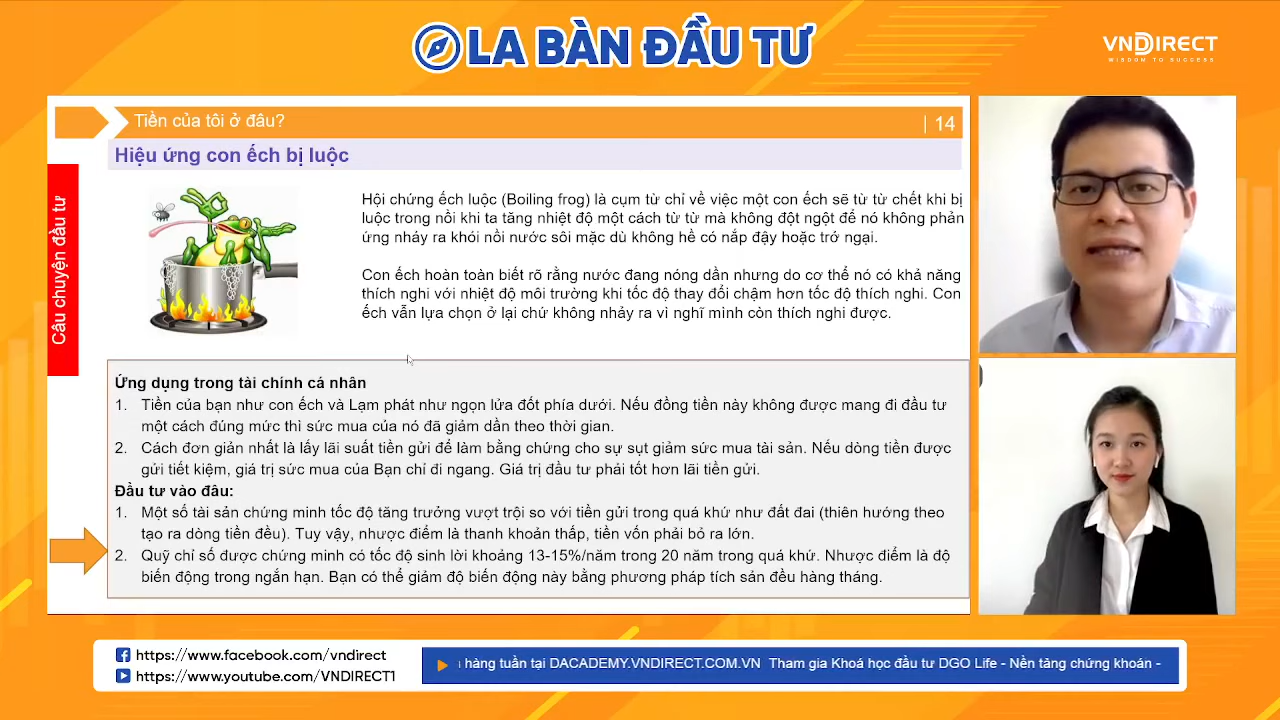 LA BÀN ĐẦU TƯ
VNDIRECT
WISDOM TO SUCCESS
Tiền của tôi ở đâu?
| 14
Hiệu ứng con ếch bị luộc
Câu chuyện đầu tư
Hội chứng ếch luộc (Boiling frog) là cụm từ chỉ về việc một con ếch sẽ từ từ chết khi bị
luộc trong nồi khi ta tăng nhiệt độ một cách từ từ mà không đột ngột để nó không phản
ứng nháy ra khỏi nồi nước sôi mặc dù không hề có nắp đậy hoặc trở ngại.
Con ếch hoàn toàn biết rõ rằng nước đang nóng dần nhưng do cơ thể nó có khả năng
thích nghi với nhiệt độ môi trường khi tốc độ thay đổi chậm hơn tốc độ thích nghi. Con
ếch vẫn lựa chọn ở lại chứ không nhảy ra vì nghĩ mình còn thích nghi được.
Ứng dụng trong tài chính cá nhân
1. Tiền của bạn như con ếch và Lạm phát như ngọn lửa đốt phía dưới. Nếu đồng tiền này không được mang đi đầu tư
một cách đúng mức thì sức mua của nó đã giảm dần theo thời gian.
2. Cách đơn giản nhất là lấy lãi suất tiền gửi để làm bằng chứng cho sự sụt giảm sức mua tài sản. Nếu dòng tiền được
gửi tiết kiệm, giá trị sức mua của Bạn chỉ đi ngang. Giá trị đầu tư phải tốt hơn lãi tiền gửi.
Đầu tư vào đâu:
1. Một số tài sản chứng minh tốc độ tăng trưởng vượt trội so với tiền gửi trong quá khứ như đất đai (thiên hướng theo
tạo ra dòng tiền đều). Tuy vậy, nhược điểm là thanh khoản thấp, tiền vốn phải bỏ ra lớn.
2. Quỹ chỉ số được chứng minh có tốc độ sinh lời khoảng 13-15%/năm trong 20 năm trong quá khứ. Nhược điểm là độ
biến động trong ngắn hạn. Bạn có thể giảm độ biến động này bằng phương pháp tích sản đều hàng tháng.
https://www.facebook.com/vndirect
https://www.youtube.com/VNDIRECT1
hàng tuần tại DACADEMY.VNDIRECT.COM.VN Tham gia Khoá học đầu tư DGO Life - Nền tảng chứng khoán -